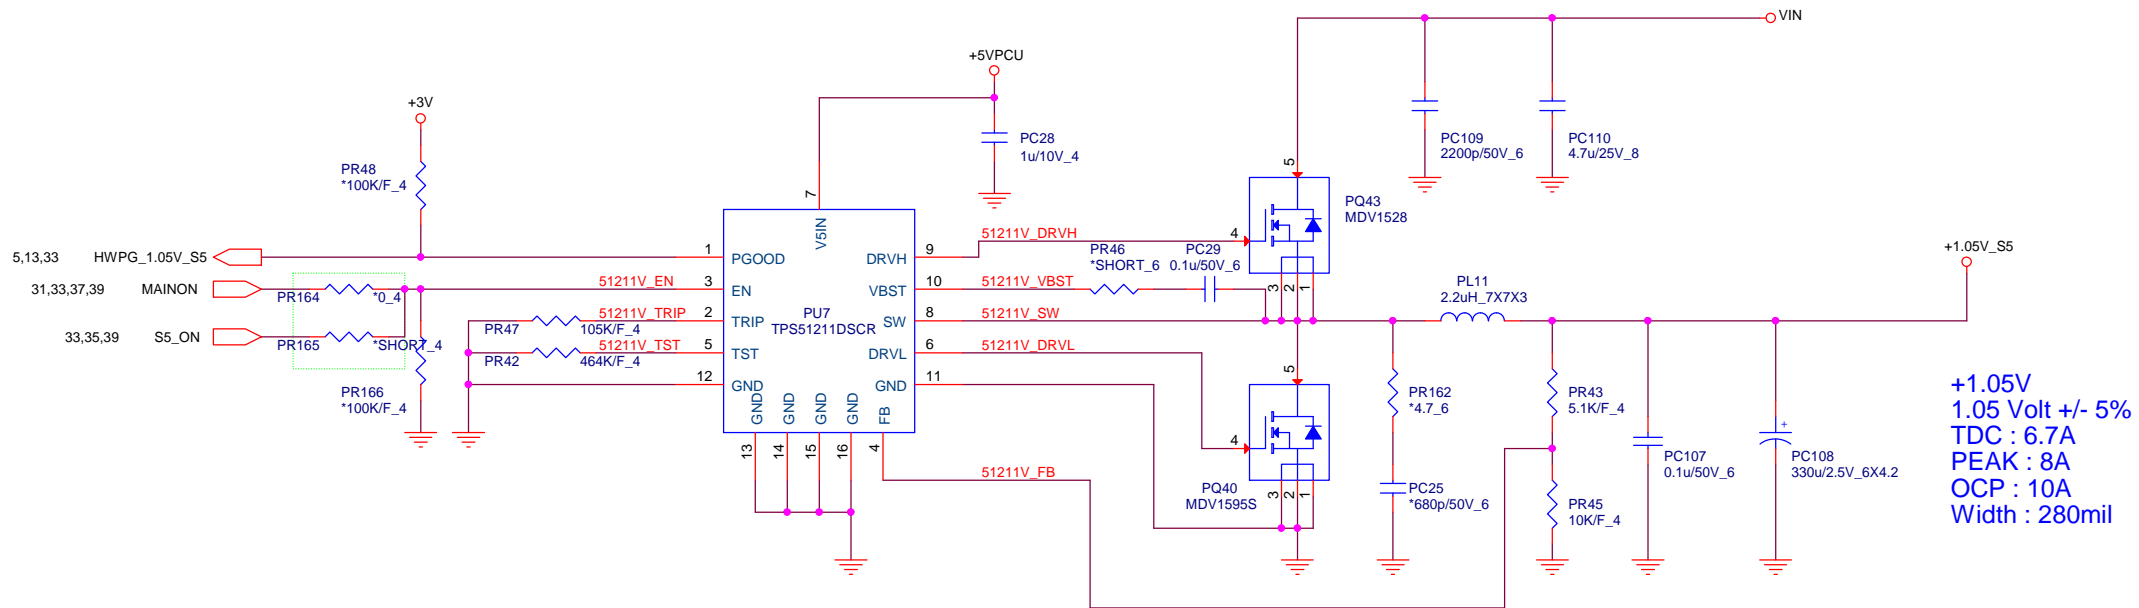 VIN
+5VPCU
+3V
PC28
1u/10V_4
PC109
2200p/50V_6
PC110
4.7u/25V_8
PR48
*100K/F_4
7
5
V5IN
PQ43
MDV1528
5,13,33 HWPG_1.05V_S5
1 PGOOD
DRVH 9
51211V_DRVH
4
PR46
*SHORT_6
PC29
0.1u/50V_6
+1.05V_S5
31,33,37,39 MAINON
PR164 *0_4
51211V_EN
3 EN
VBST 10
51211V_VBST
3 2 1
PL11
2.2uH_7X7X3
PU7
TPS51211DSCR
51211V_TRIP
2 TRIP
PR47 105K/F_4
SW 8
51211V_SW
33,35,39 S5_ON
PR165 *SHORT_4
51211V_TST
5 TST
PR42 464K/F_4
DRVL 6
51211V_DRVL
5
12 GND
GND 11
PR166
*100K/F_4
GND GND GND GND FB
13 14 15 16 4
51211V_FB
4
3 2 1
PQ40
MDV1595S
PR162
*4.7_6
PC25
*680p/50V_6
PR43
5.1K/F_4
PR45
10K/F_4
PC107
0.1u/50V_6
+
PC108
330u/2.5V_6X4.2
+1.05V
1.05 Volt +/- 5%
TDC : 6.7A
PEAK : 8A
OCP : 10A
Width : 280mil